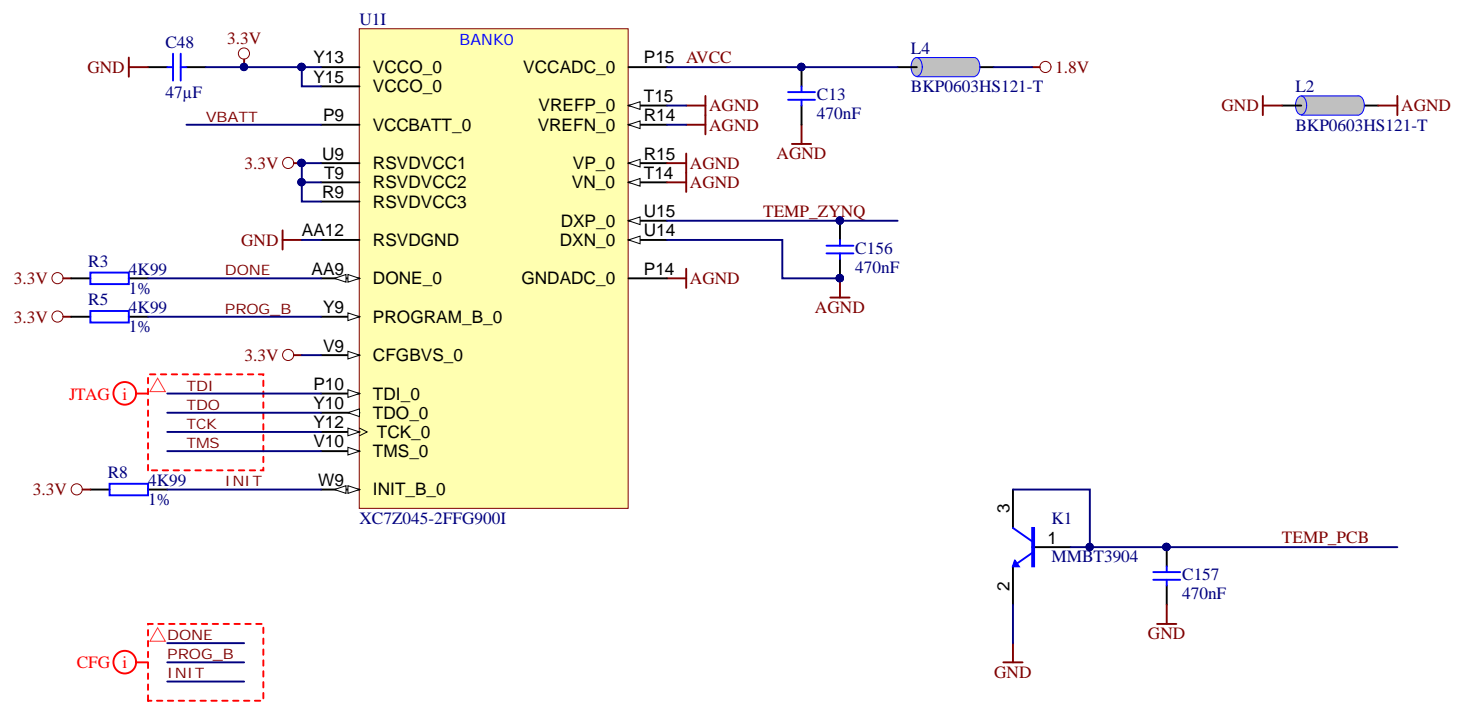 U1I
BANK0
C48
3.3V
GND
47µF
Y13
VCCO_0
Y15
VCCO_0
VBATT
P9
VCCBATT_0
3.3V
U9
RSVDVCC1
T9
RSVDVCC2
R9
RSVDVCC3
GND
AA12
RSVDGND
R3
3.3V
4K99
1%
DONE
AA9
DONE_0
R5
3.3V
4K99
1%
PROG_B
Y9
PROGRAM_B_0
3.3V
V9
CFGBVS_0
JTAG
i
TDI
P10
TDI_0
TDO
Y10
TDO_0
TCK
Y12
TCK_0
TMS
V10
TMS_0
R8
3.3V
4K99
1%
INIT
W9
INIT_B_0
XC7Z045-2FFG900I
VCCADC_0
P15
AVCC
L4
BKP0603HS121-T
1.8V
C13
470nF
AGND
VREFP_0
T15
AGND
VREFN_0
R14
AGND
VP_0
R15
AGND
VN_0
T14
AGND
DXP_0
U15
TEMP_ZYNQ
DXN_0
U14
C156
470nF
AGND
GNDADC_0
P14
AGND
L2
GND
AGND
BKP0603HS121-T
3
K1
1
MMBT3904
2
GND
TEMP_PCB
C157
470nF
GND
CFG
i
DONE
PROG_B
INIT